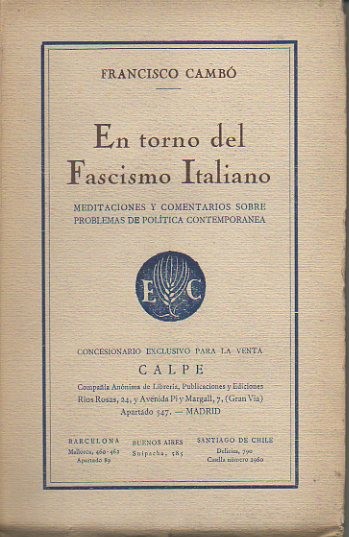 FRANCISCO CAMBÓ
En torno del
Fascismo Italiano
MEDITACIONES Y COMENTARIOS SOBRE
PROBLEMAS DE POLÍTICA CONTEMPORANEA
E C
CONCESIONARIO EXCLUSIVO PARA LA VENTA
CALPE
Compañía Anónima de Librería, Publicaciones y Ediciones
Ríos Rosas, 24, y Avenida Pi y Margall, 7, (Gran Vía)
Apartado 547. — MADRID
BARCELONA
Mallorca, 460-462
Apartado 89
BUENOS AIRES
Suipacha, 585
SANTIAGO DE CHILE
Delicias, 790
Casilla número 2960